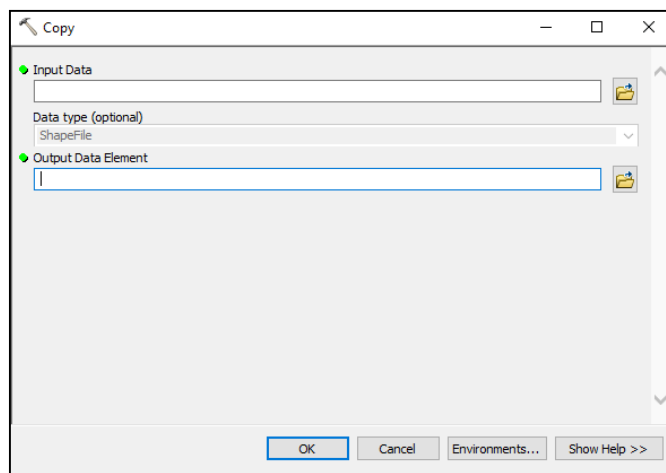 Copy
Input Data
Data type (optional)
ShapeFile
Output Data Element
OK Cancel Environments... Show Help >>